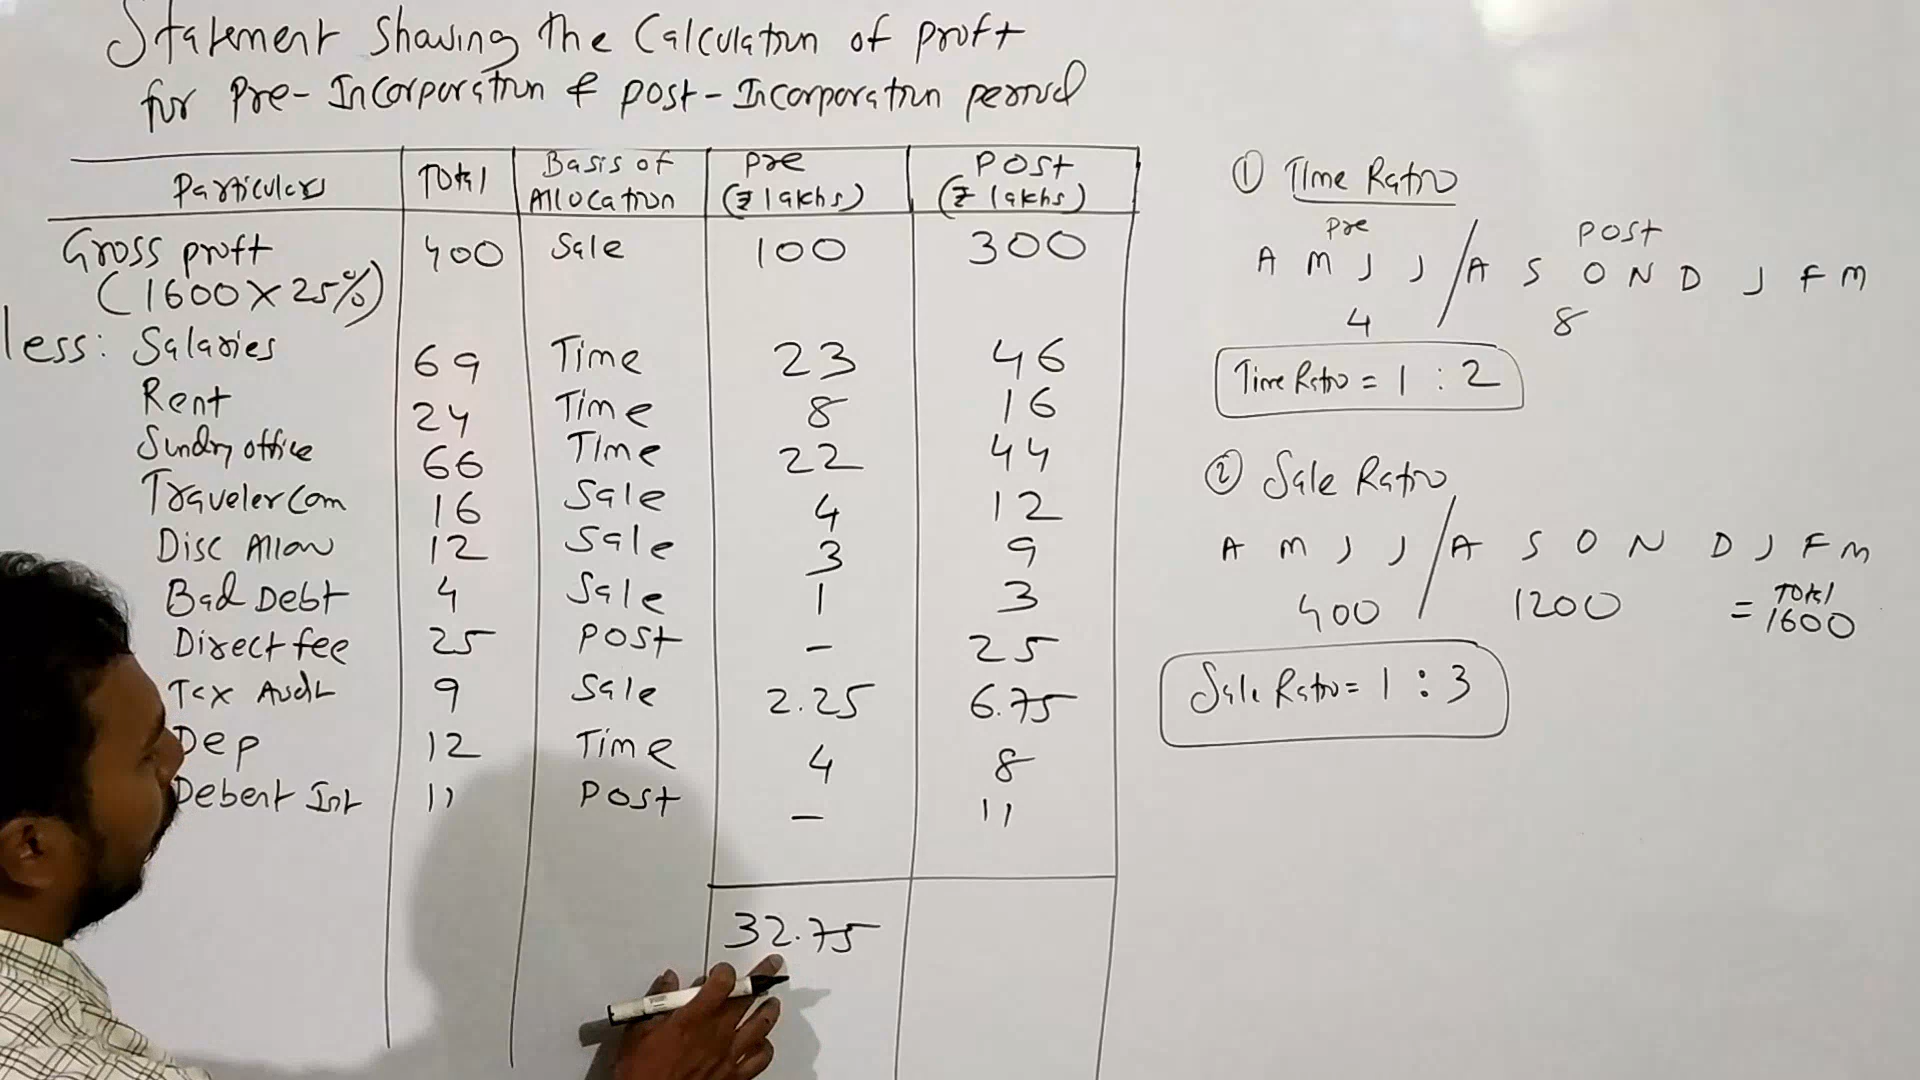 Statement Showing The Calculation of profit
for Pre-Incorporation & post-Incorporation period
Particulars Total Basis of Allocation Pre (₹ lakhs) POST (₹ lakhs)
Gross profit 400 Sale 100 300
(1600 X 25%)
less: Salaries 69 Time 23 46
Rent 24 Time 8 16
Sundry office 66 Time 22 44
Traveler Com 16 Sale 4 12
Disc Allow 12 Sale 3 9
Bad Debt 4 Sale 1 3
Direct fee 25 POST - 25
Tax Audit 9 Sale 2.25 6.75
Dep 12 Time 4 8
Debent Int 11 POST - 11
32.75
① Time Ratio
Pre POST
A M J J / A S O N D J F M
4 8
Time Ratio = 1 : 2
② Sale Ratio
A M J J / A S O N D J F M
400 / 1200 = Total 1600
Sale Ratio = 1 : 3